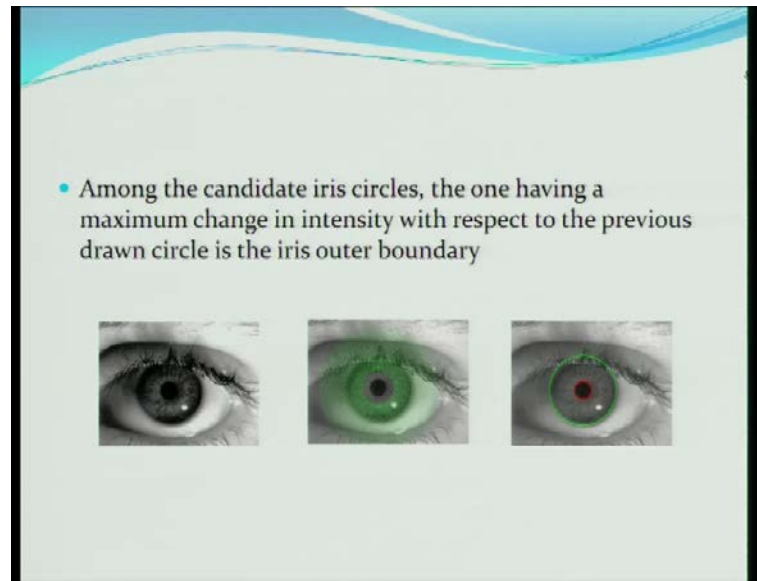 Among the candidate iris circles, the one having a
maximum change in intensity with respect to the previous
drawn circle is the iris outer boundary